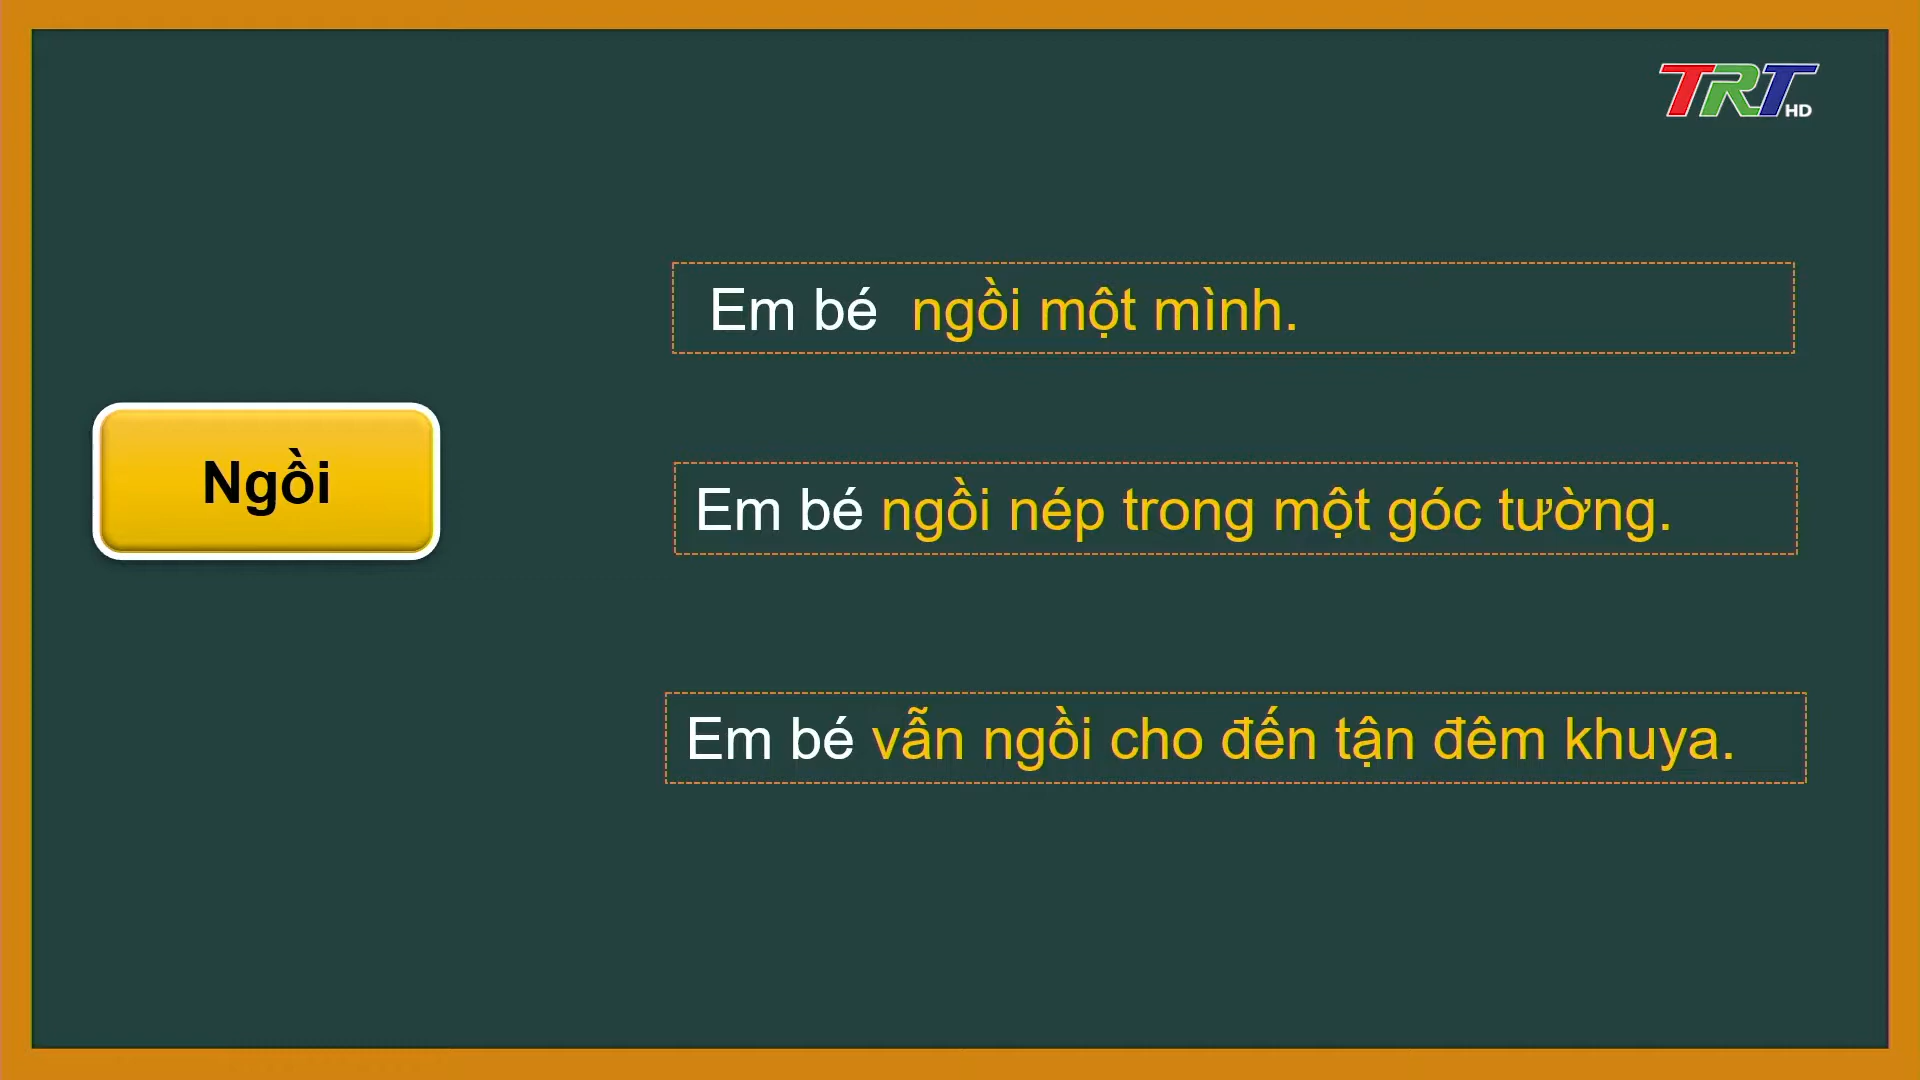 TRT HD
Em bé ngồi một mình.
Ngồi
Em bé ngồi nép trong một góc tường.
Em bé vẫn ngồi cho đến tận đêm khuya.